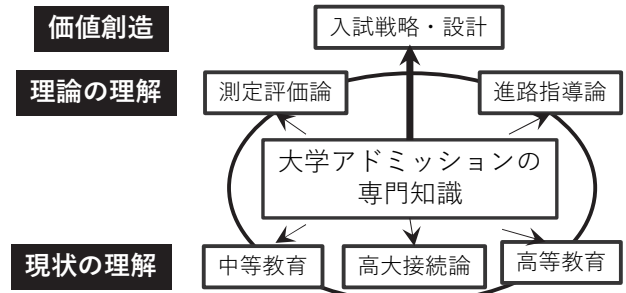 価値創造
入試戦略・設計
理論の理解
測定評価論
進路指導論
大学アドミッションの
専門知識
現状の理解
中等教育
高大接続論
高等教育